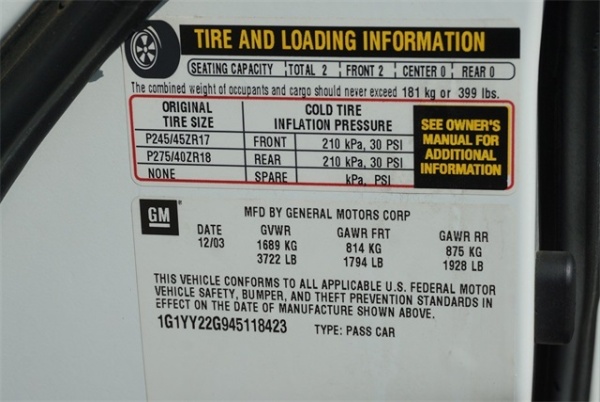 TIRE AND LOADING INFORMATION
SEATING CAPACITY TOTAL 2 FRONT 2 CENTER 0 REAR 0
The combined weight of occupants and cargo should never exceed 181 kg or 399 lbs.
ORIGINAL TIRE SIZE COLD TIRE INFLATION PRESSURE
P245/45ZR17 FRONT 210 kPa, 30 PSI
P275/40ZR18 REAR 210 kPa, 30 PSI
NONE SPARE kPa, PSI
SEE OWNER'S
MANUAL FOR
ADDITIONAL
INFORMATION
GM
MFD BY GENERAL MOTORS CORP
DATE GVWR GAWR FRT GAWR RR
12/03 1689 KG 814 KG 875 KG
3722 LB 1794 LB 1928 LB
THIS VEHICLE CONFORMS TO ALL APPLICABLE U.S. FEDERAL MOTOR
VEHICLE SAFETY, BUMPER, AND THEFT PREVENTION STANDARDS IN
EFFECT ON THE DATE OF MANUFACTURE SHOWN ABOVE.
1G1YY22G945118423 TYPE: PASS CAR